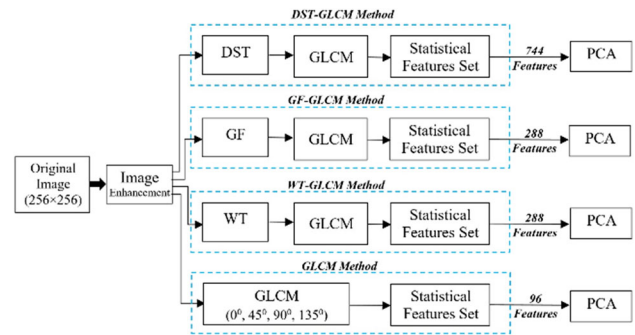 DST-GLCM Method
DST
GLCM
Statistical
Features Set
744
Features
PCA
GF-GLCM Method
GF
GLCM
Statistical
Features Set
288
Features
PCA
Original
Image
(256×256)
Image
Enhancement
WT-GLCM Method
WT
GLCM
Statistical
Features Set
288
Features
PCA
GLCM Method
GLCM
(0⁰, 45⁰, 90⁰, 135⁰)
Statistical
Features Set
96
Features
PCA